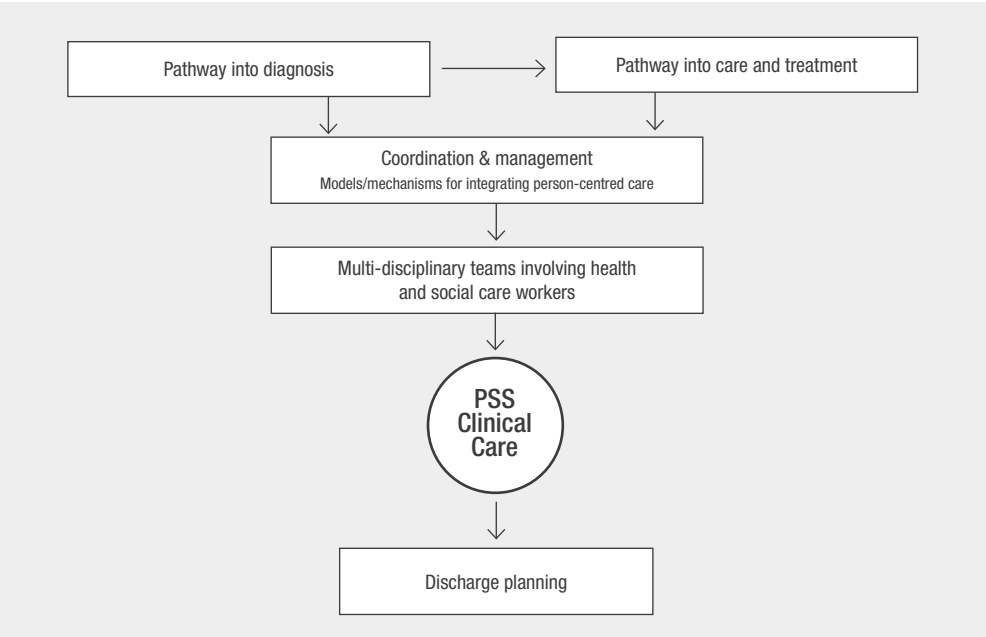 Pathway into diagnosis
Pathway into care and treatment
Coordination & management
Models/mechanisms for integrating person-centred care
Multi-disciplinary teams involving health
and social care workers
PSS
Clinical
Care
Discharge planning